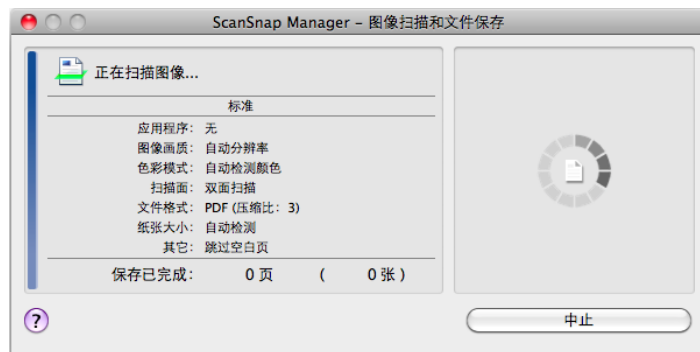 ScanSnap Manager – 图像扫描和文件保存
正在扫描图像...
标准
应用程序: 无
图像画质: 自动分辨率
色彩模式: 自动检测颜色
扫描面: 双面扫描
文件格式: PDF (压缩比: 3)
纸张大小: 自动检测
其它: 跳过空白页
保存已完成: 0 页 ( 0 张 )
? 中止